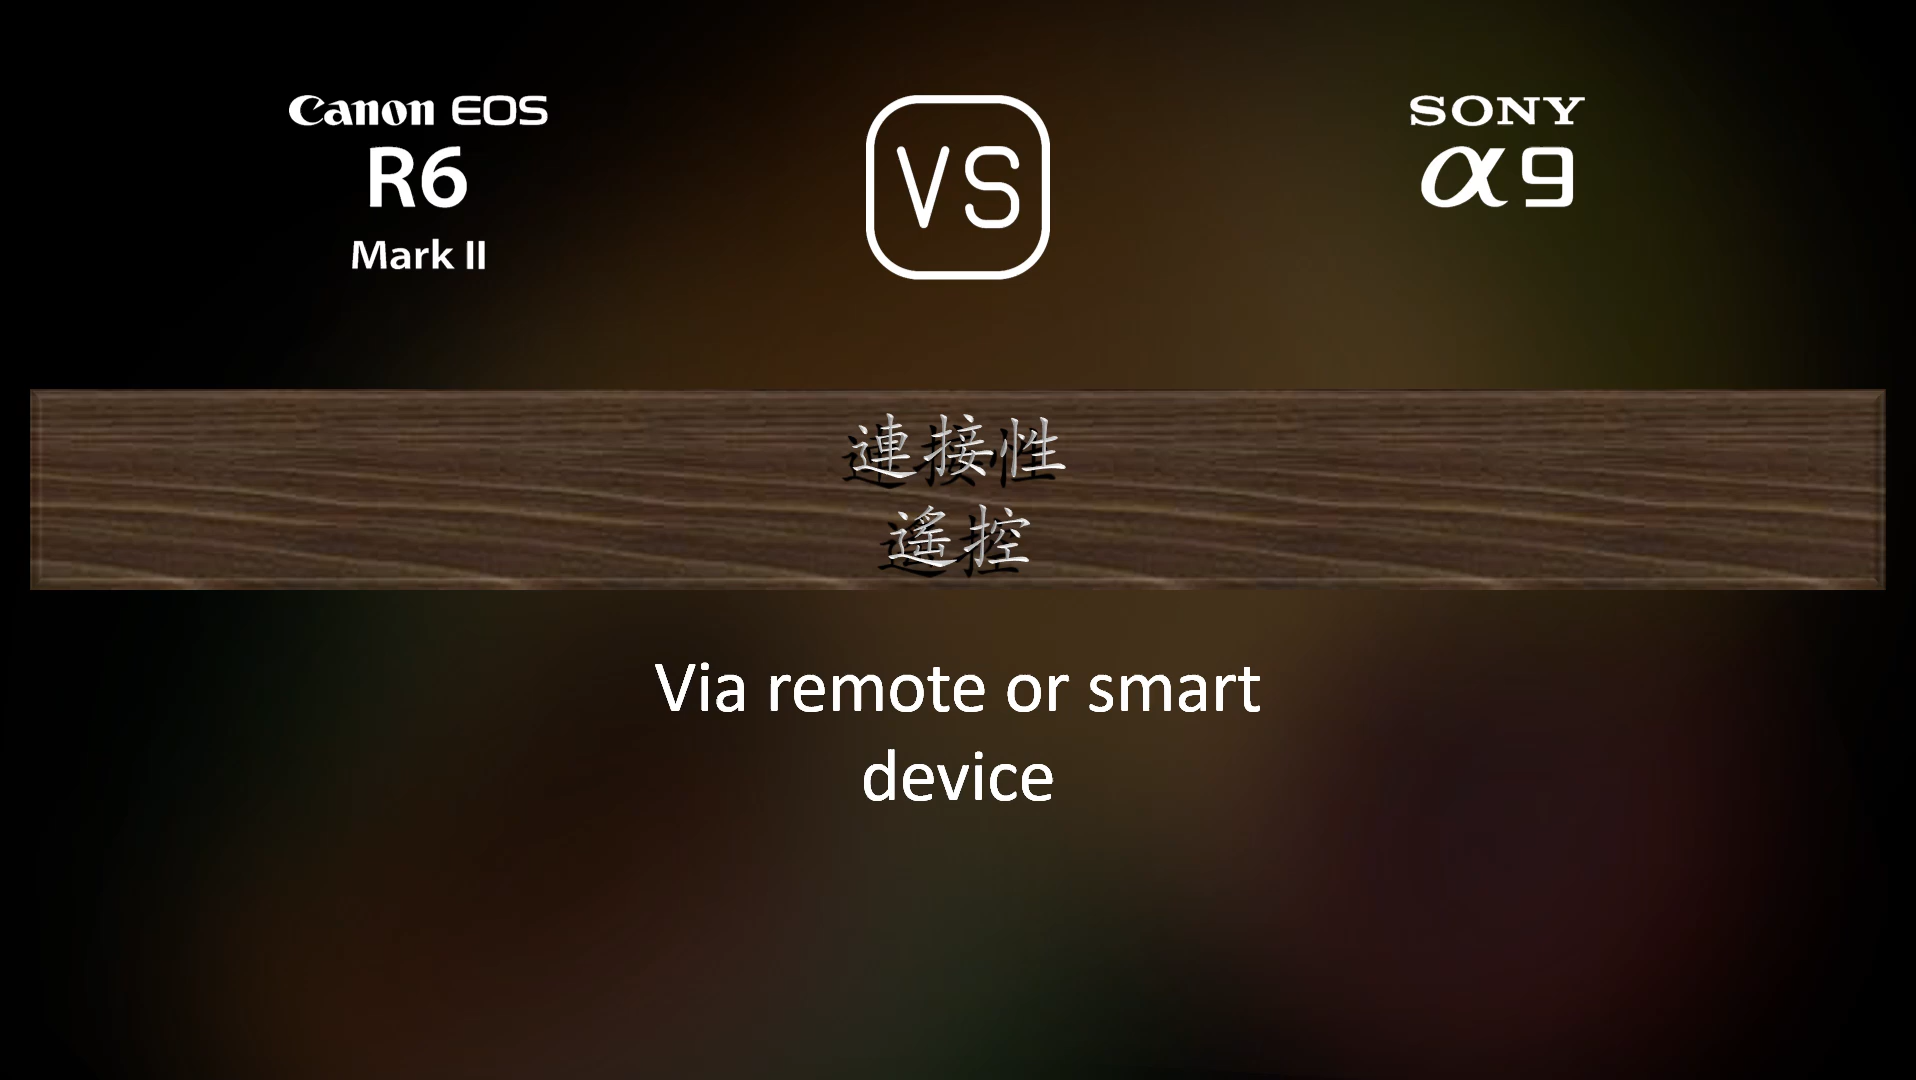 Canon EOS
R6
Mark II
VS
SONY
α9
連接性
遙控
Via remote or smart
device